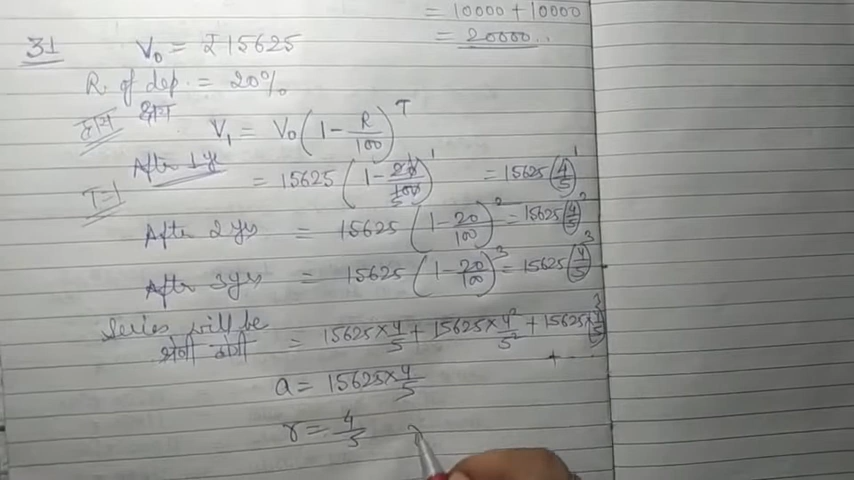 = 10000 + 10000
= 20000..
31 V₀ = ₹15625
R. of dep. = 20%
ह्रास
V₁ = V₀(1 - R/100)^T
After 1 yr
T=1 = 15625(1 - 20/100)^1 = 15625(4/5)^1
After 2 yrs = 15625(1 - 20/100)^2 = 15625(4/5)^2
After 3 yrs = 15625(1 - 20/100)^3 = 15625(4/5)^3
Series will be = 15625×4/5 + 15625×4²/5² + 15625×(4/5)^3
श्रेणी होगी + ...
a = 15625×4/5
r = 4/5